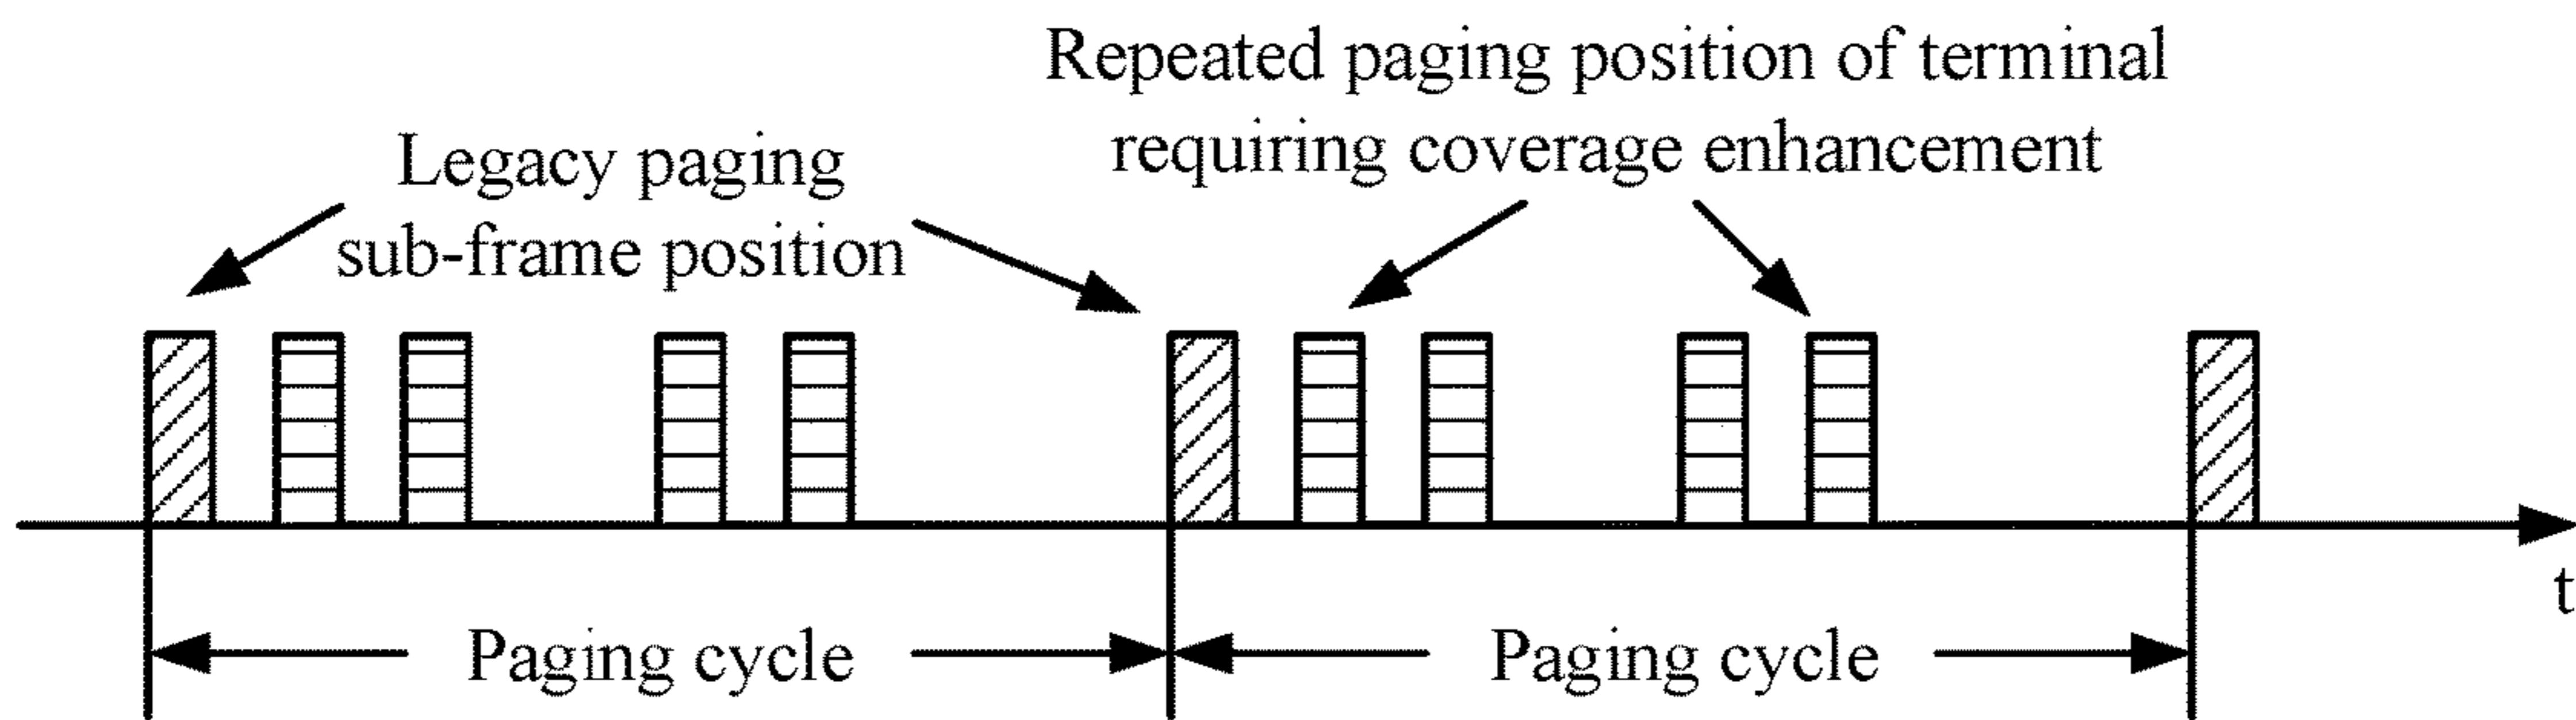 Repeated paging position of terminal
requiring coverage enhancement
Legacy paging
sub-frame position
t
Paging cycle
Paging cycle